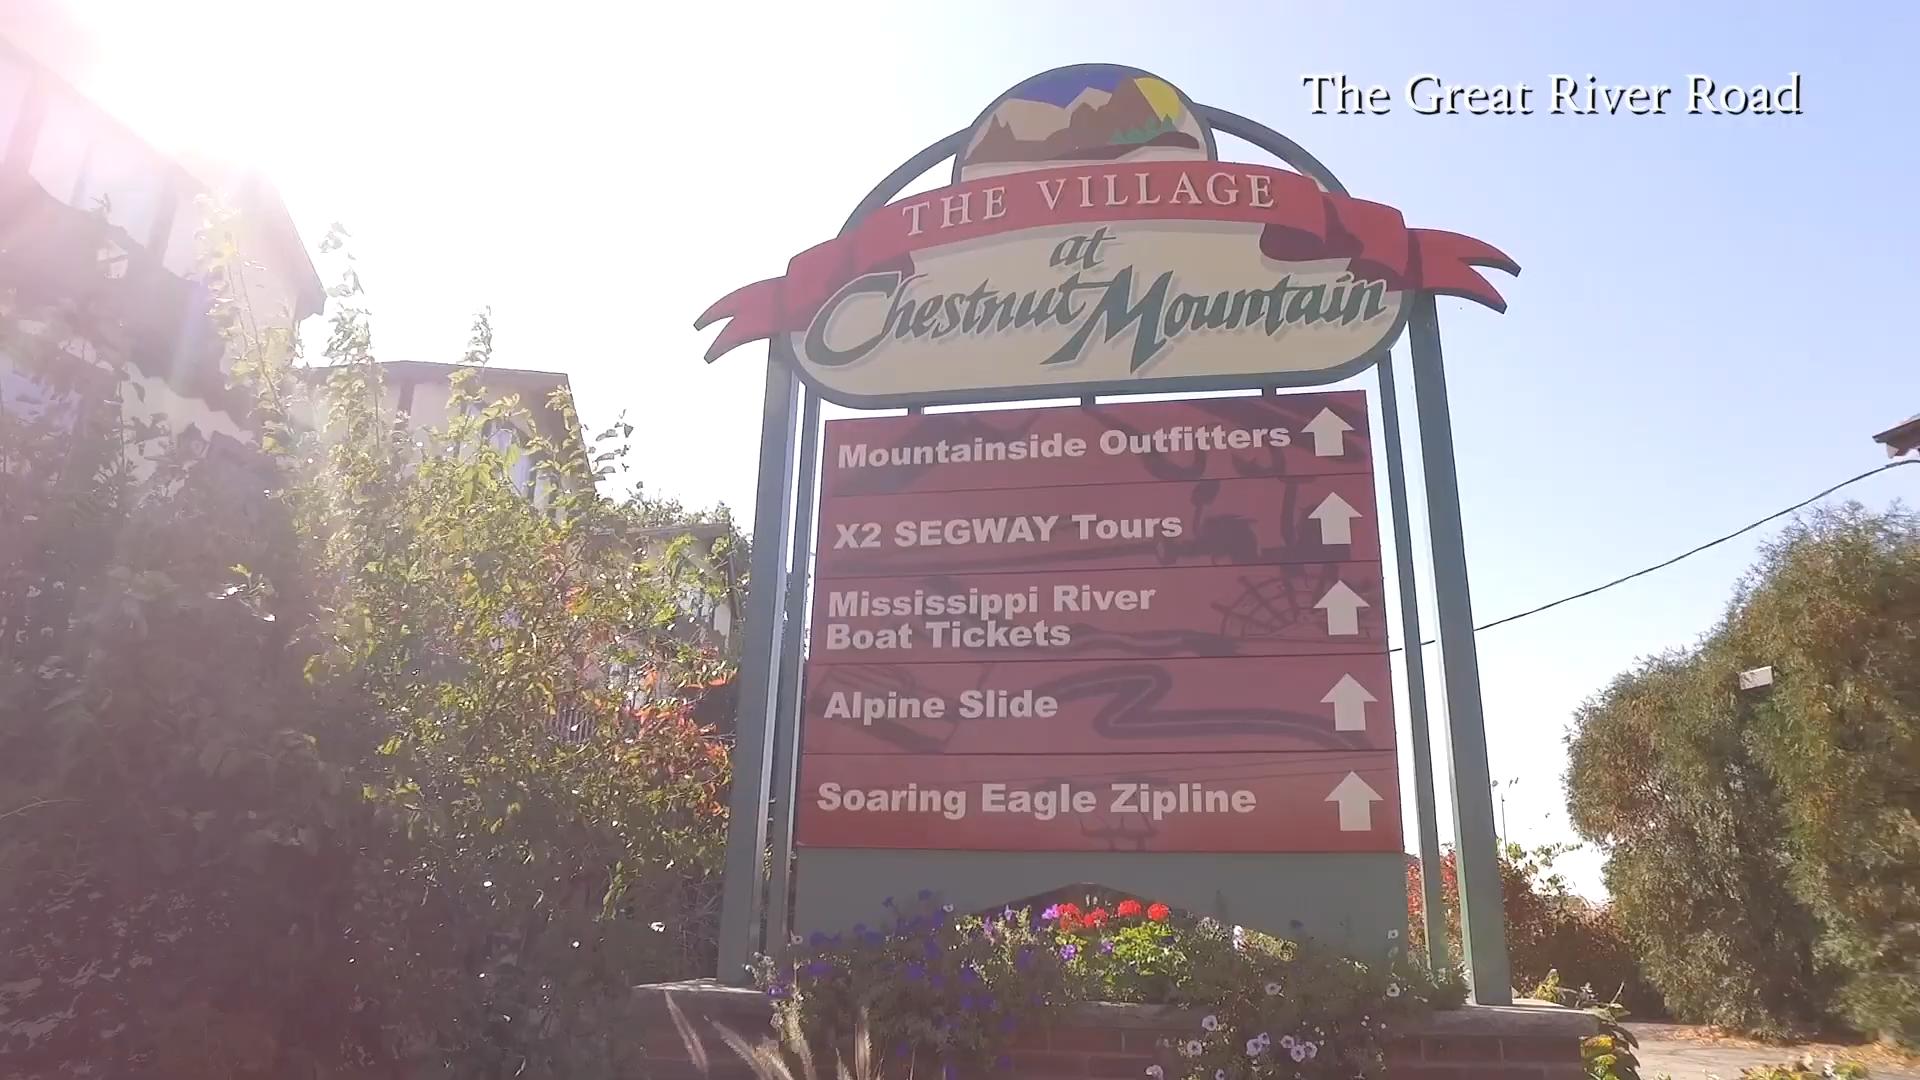 The Great River Road
THE VILLAGE
at
Chestnut Mountain
Mountainside Outfitters
X2 SEGWAY Tours
Mississippi River
Boat Tickets
Alpine Slide
Soaring Eagle Zipline